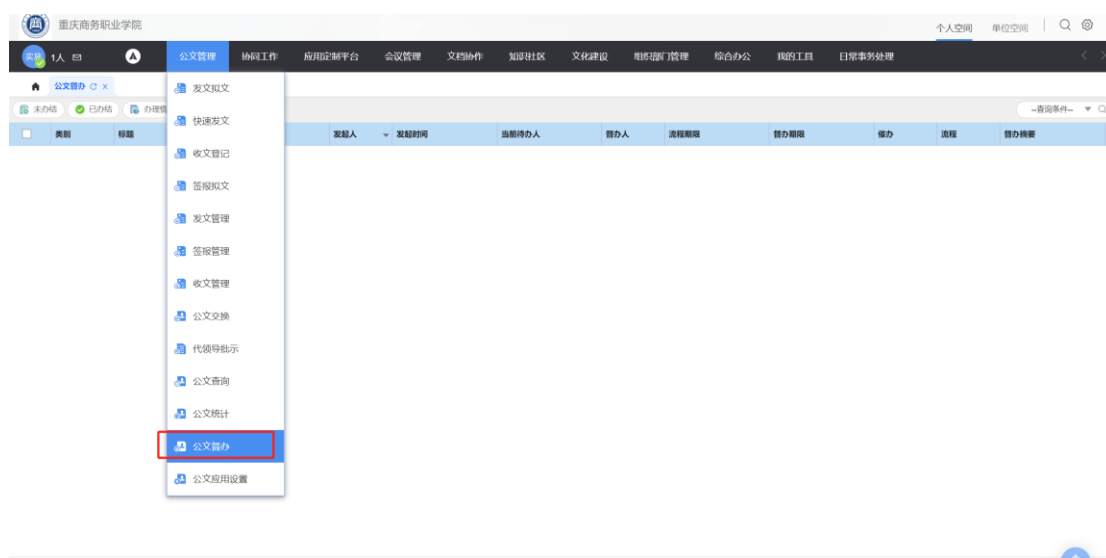 重庆商务职业学院
个人空间 单位空间
1人 公文管理 协同工作 应用定制平台 会议管理 文档协作 知识社区 文化建设 组织部门管理 综合办公 我的工具 日常事务处理
公文督办
未办结 已办结 办理情
--查询条件--
类别 标题 发起人 发起时间 当前待办人 督办人 流程期限 督办期限 催办 流程 督办摘要
发文拟文
快速发文
收文登记
签报拟文
发文管理
签报管理
收文管理
公文交换
代领导批示
公文查询
公文统计
公文督办
公文应用设置